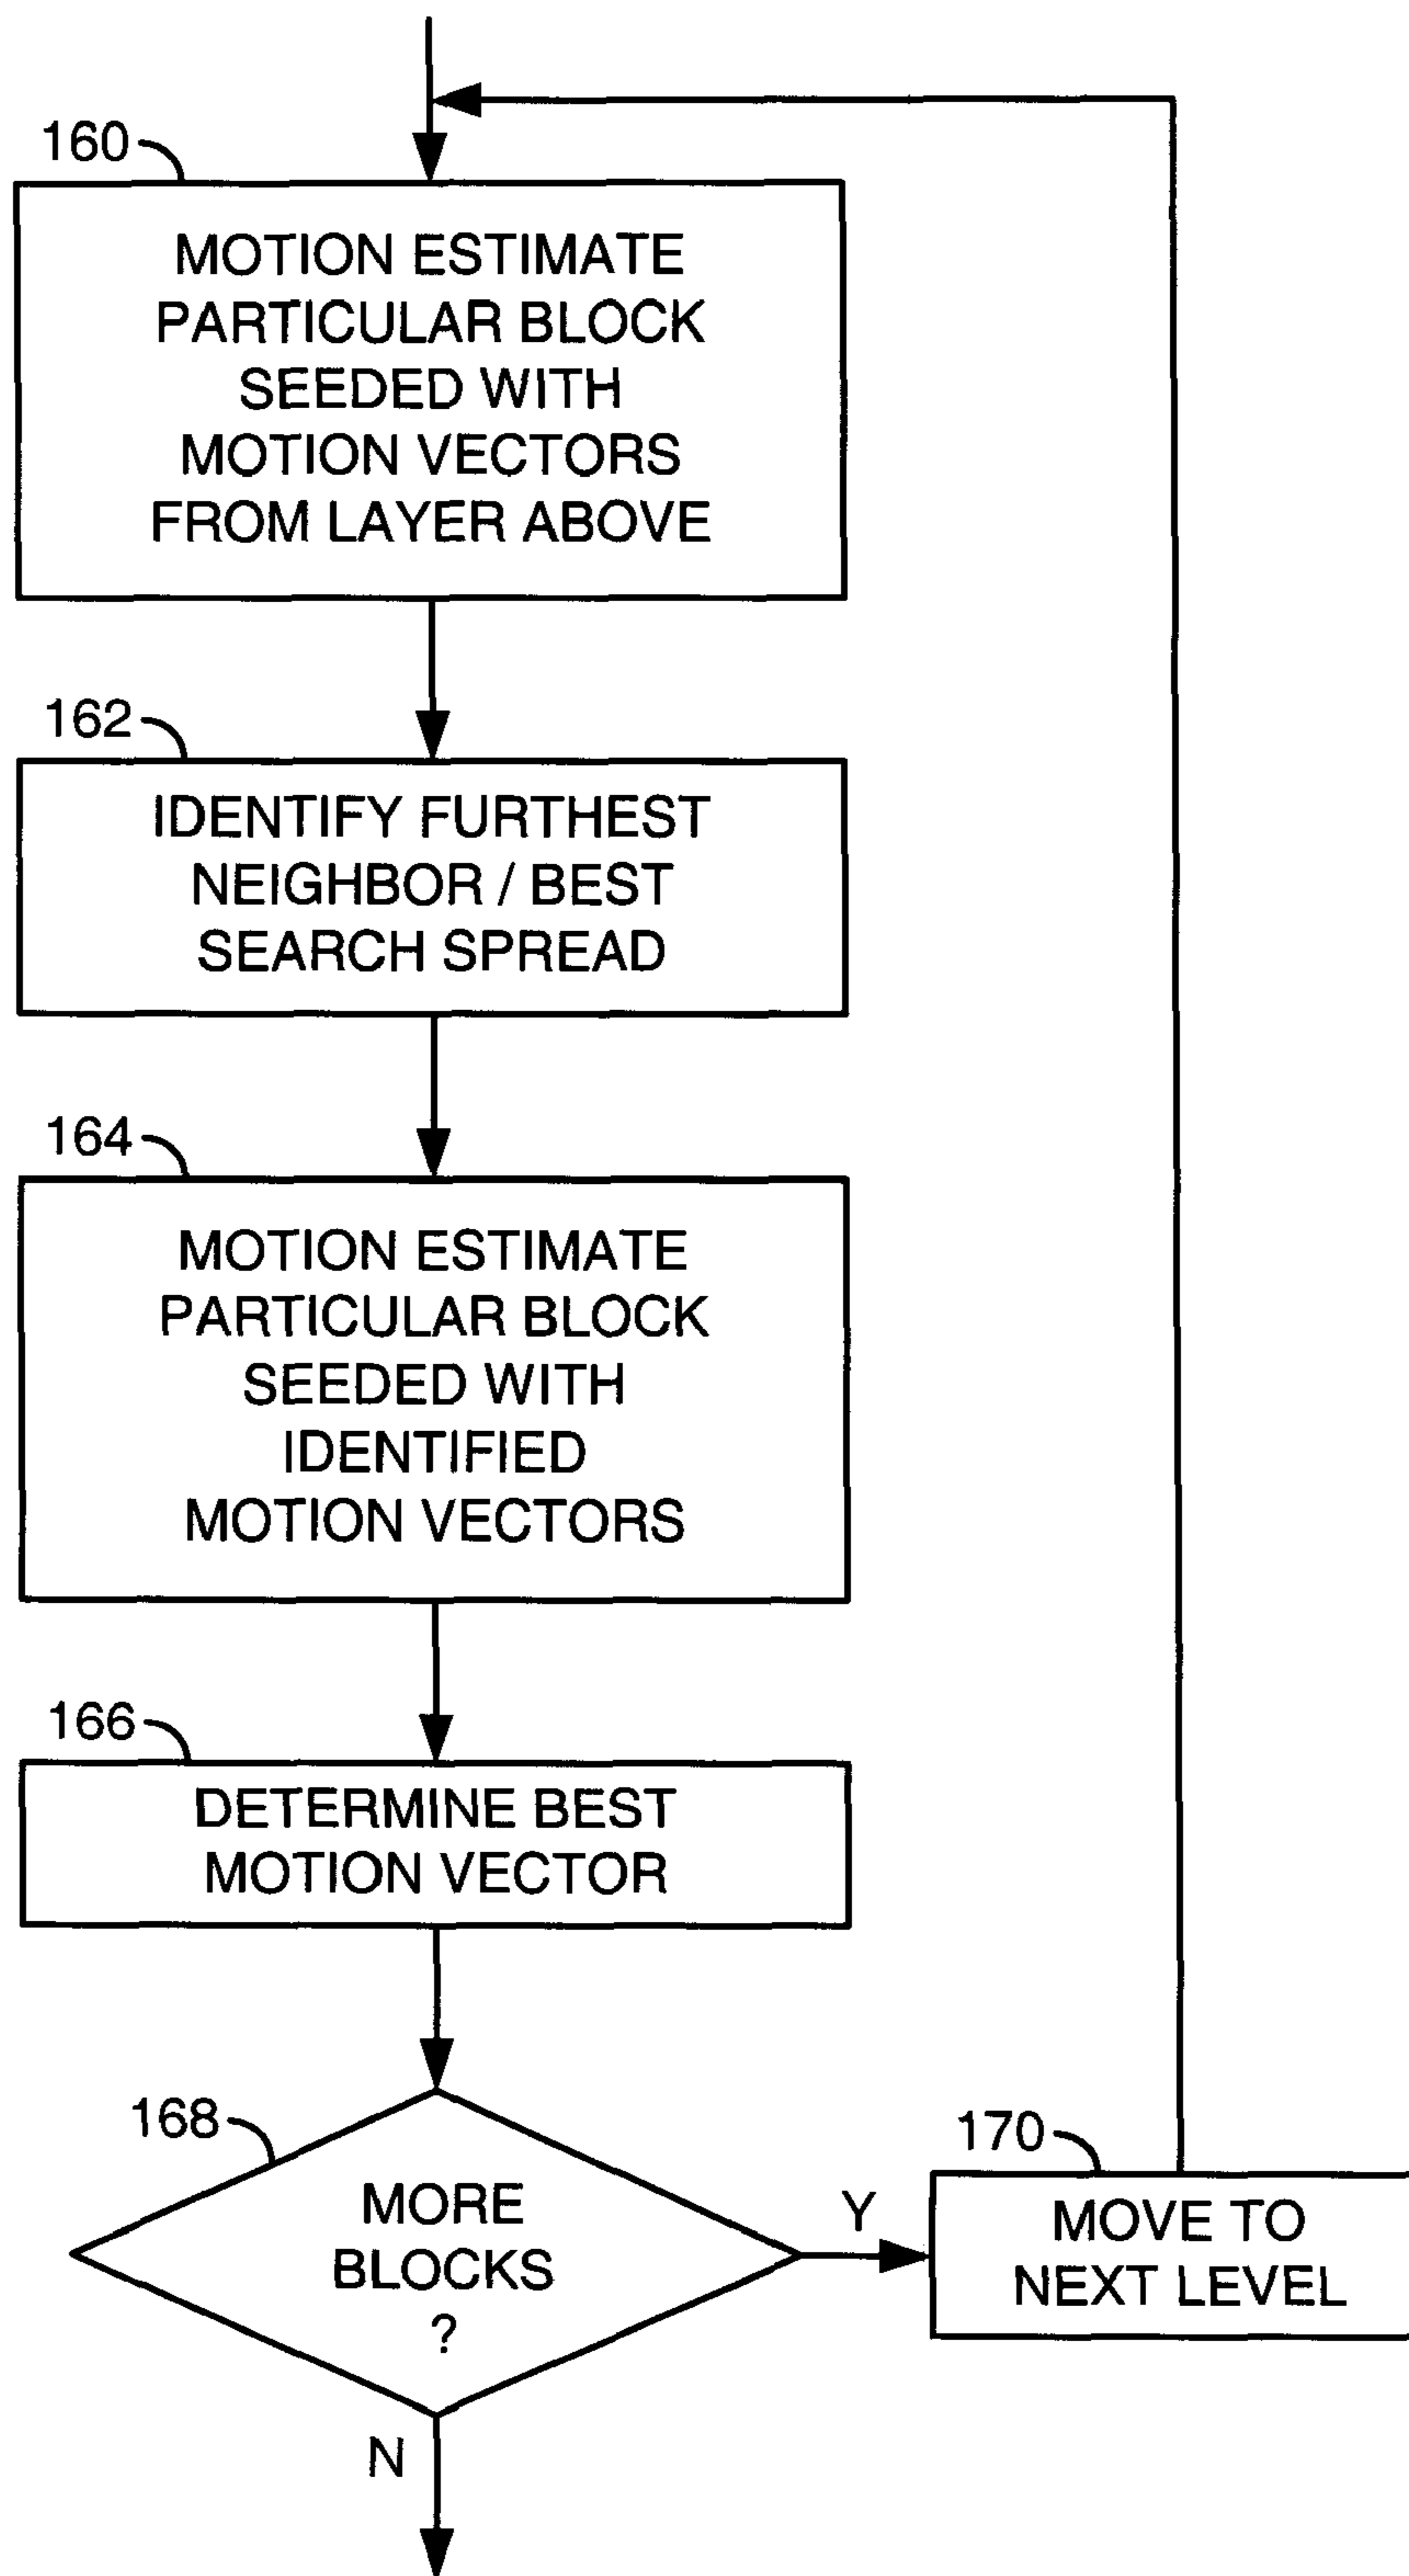 160
MOTION ESTIMATE
PARTICULAR BLOCK
SEEDED WITH
MOTION VECTORS
FROM LAYER ABOVE
162
IDENTIFY FURTHEST
NEIGHBOR / BEST
SEARCH SPREAD
164
MOTION ESTIMATE
PARTICULAR BLOCK
SEEDED WITH
IDENTIFIED
MOTION VECTORS
166
DETERMINE BEST
MOTION VECTOR
168
MORE
BLOCKS
?
Y
170
MOVE TO
NEXT LEVEL
N